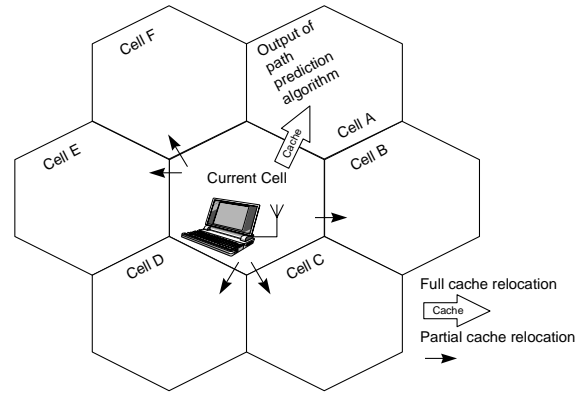 Cell F
Output of
path
prediction
algorithm
Cell A
Cache
Cell E
Cell B
Current Cell
Cell D
Cell C
Full cache relocation
Cache
Partial cache relocation